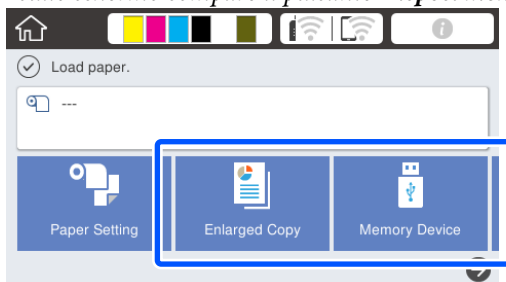 Load paper.
---
Paper Setting
Enlarged Copy
Memory Device